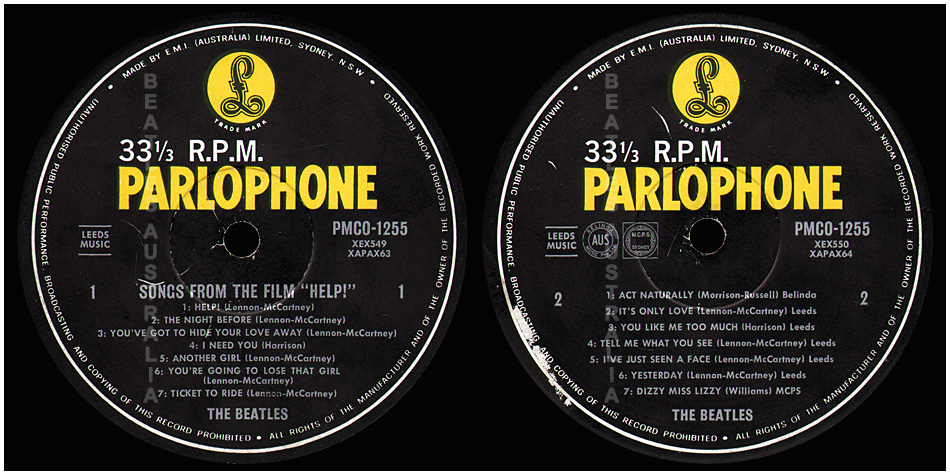 MADE BY E.M.I. (AUSTRALIA) LIMITED, SYDNEY, N.S.W.
UNAUTHORISED PUBLIC PERFORMANCE, BROADCASTING AND COPYING OF THIS RECORD PROHIBITED • ALL RIGHTS OF THE MANUFACTURER AND OF THE OWNER OF THE RECORDED WORK RESERVED
£
TRADE MARK
33⅓ R.P.M.
PARLOPHONE
LEEDS
MUSIC
PMCO-1255
XEX549
XAPAX63
1 SONGS FROM THE FILM "HELP!" 1
1: HELP! (Lennon-McCartney)
2: THE NIGHT BEFORE (Lennon-McCartney)
3: YOU'VE GOT TO HIDE YOUR LOVE AWAY (Lennon-McCartney)
4: I NEED YOU (Harrison)
5: ANOTHER GIRL (Lennon-McCartney)
6: YOU'RE GOING TO LOSE THAT GIRL
(Lennon-McCartney)
7: TICKET TO RIDE (Lennon-McCartney)
THE BEATLES
BEATLES AUSTRALIA
MADE BY E.M.I. (AUSTRALIA) LIMITED, SYDNEY, N.S.W.
UNAUTHORISED PUBLIC PERFORMANCE, BROADCASTING AND COPYING OF THIS RECORD PROHIBITED • ALL RIGHTS OF THE MANUFACTURER AND OF THE OWNER OF THE RECORDED WORK RESERVED
£
TRADE MARK
33⅓ R.P.M.
PARLOPHONE
LEEDS
MUSIC
BELINDA
AUS
M.C.P.S.
SYDNEY
PMCO-1255
XEX550
XAPAX64
2 2
1: ACT NATURALLY (Morrison-Russell) Belinda
2: IT'S ONLY LOVE (Lennon-McCartney) Leeds
3: YOU LIKE ME TOO MUCH (Harrison) Leeds
4: TELL ME WHAT YOU SEE (Lennon-McCartney) Leeds
5: I'VE JUST SEEN A FACE (Lennon-McCartney) Leeds
6: YESTERDAY (Lennon-McCartney) Leeds
7: DIZZY MISS LIZZY (Williams) MCPS
THE BEATLES
BEATLES AUSTRALIA